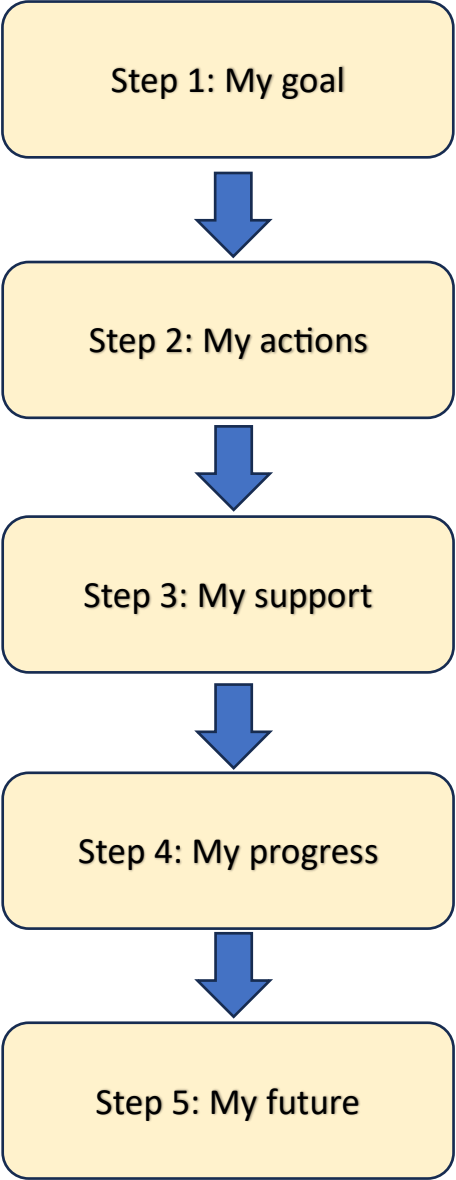 Step 1: My goal
Step 2: My actions
Step 3: My support
Step 4: My progress
Step 5: My future